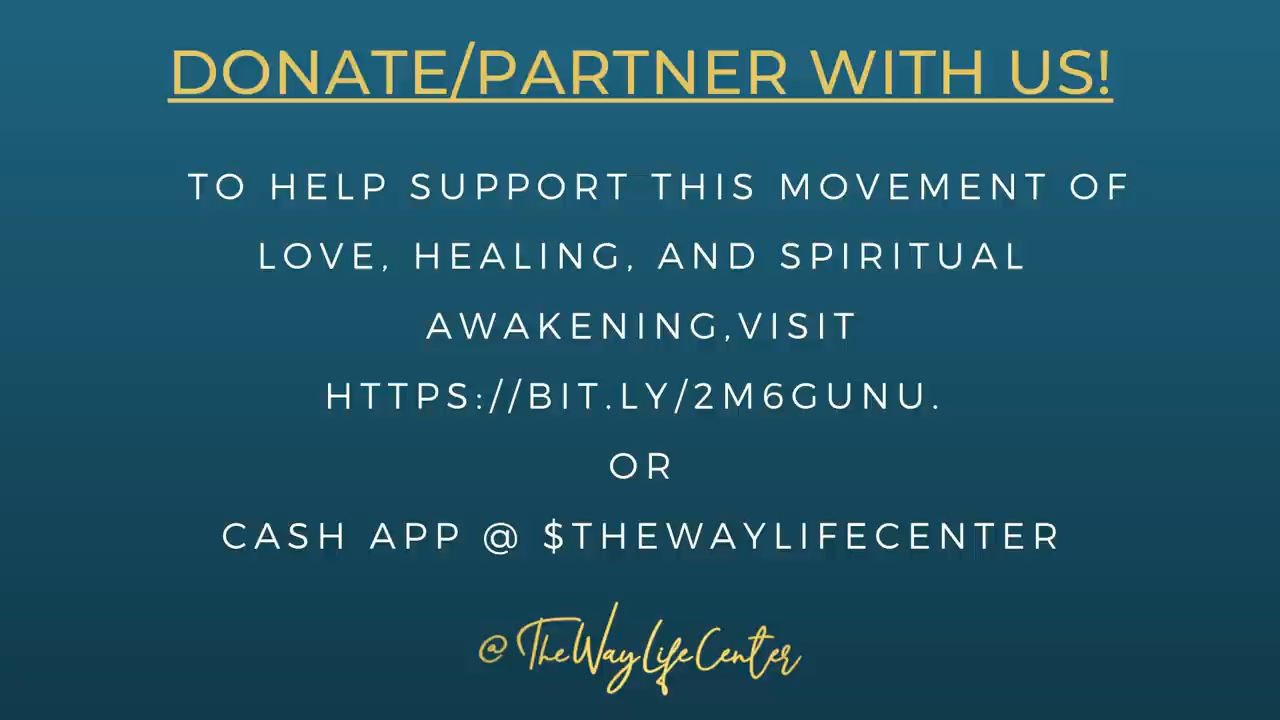 DONATE/PARTNER WITH US!
TO HELP SUPPORT THIS MOVEMENT OF
LOVE, HEALING, AND SPIRITUAL
AWAKENING,VISIT
HTTPS://BIT.LY/2M6GUNU.
OR
CASH APP @ $THEWAYLIFECENTER
@TheWayLifeCenter